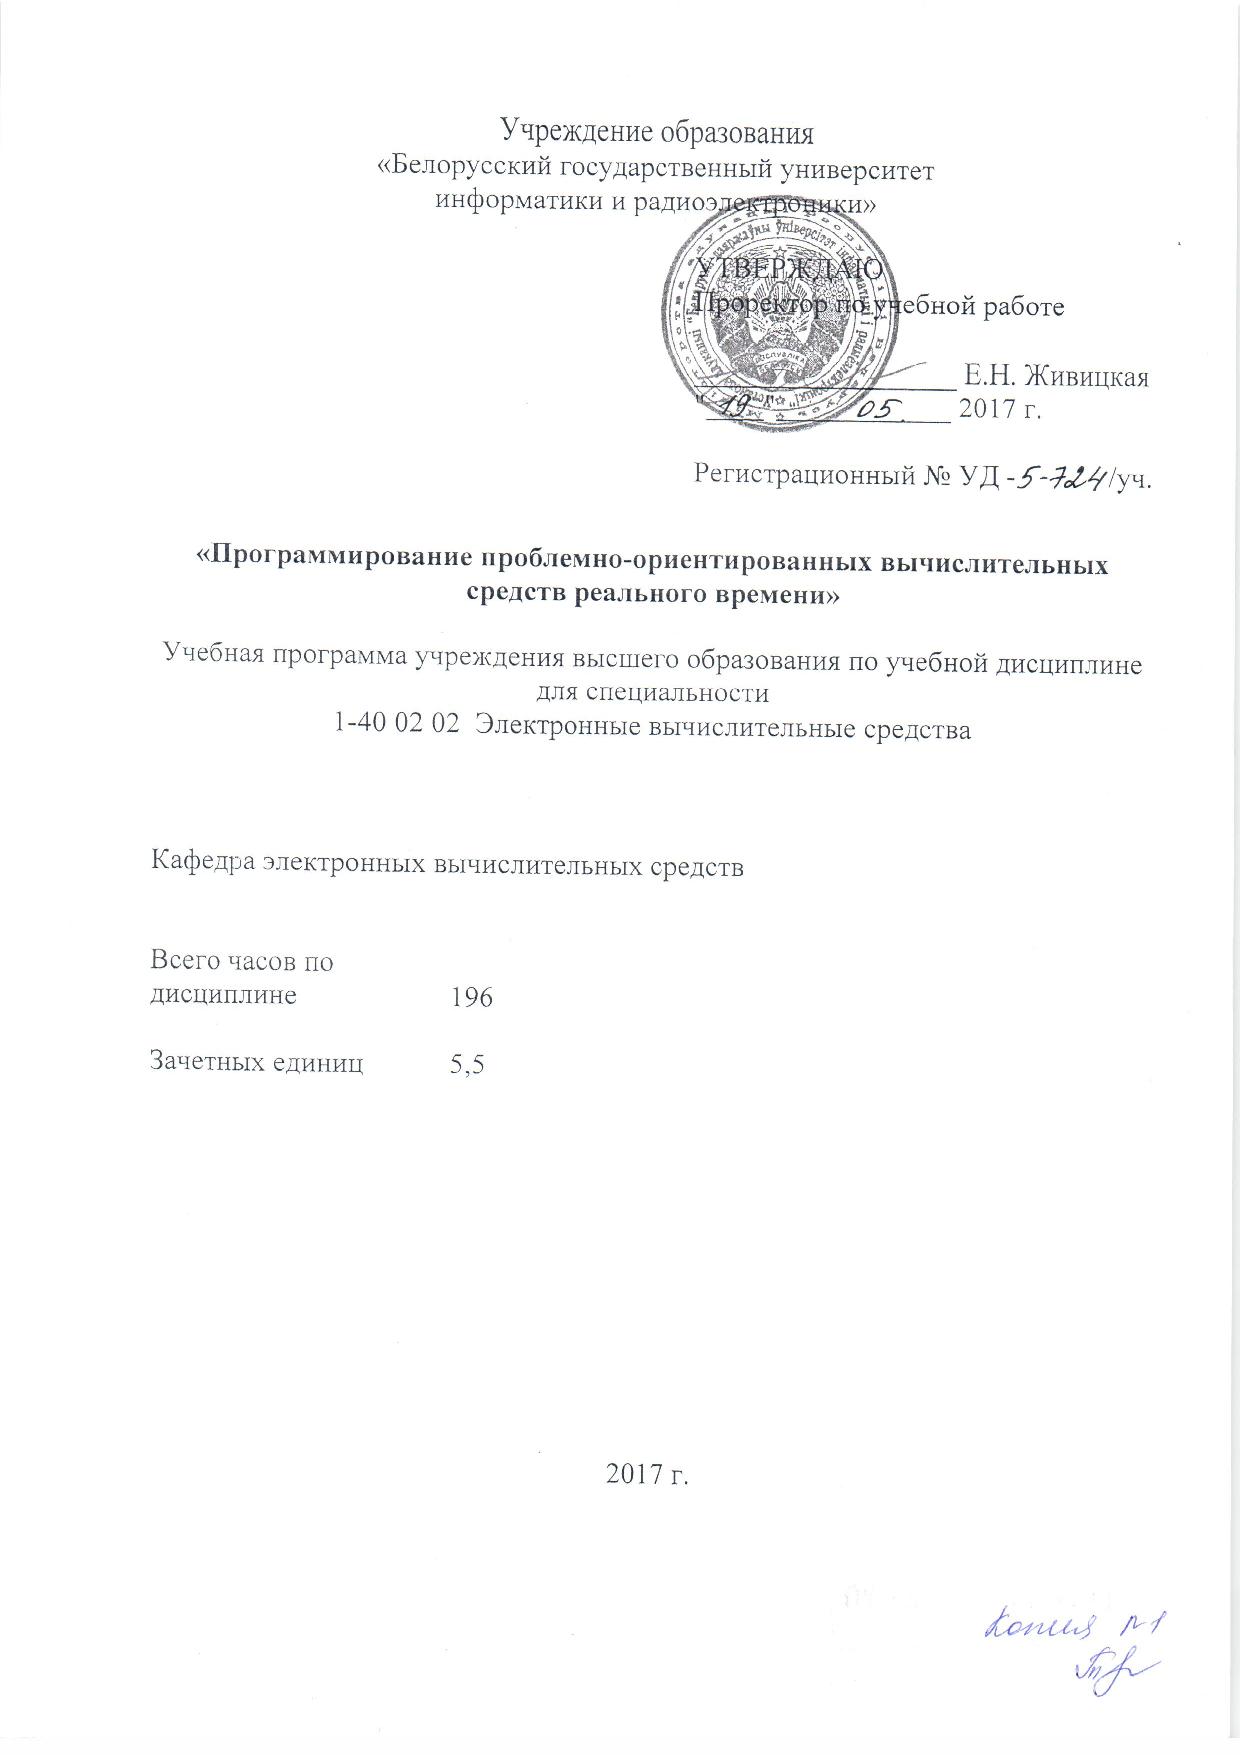 Учреждение образования
«Белорусский государственный университет
информатики и радиоэлектроники»
УТВЕРЖДАЮ
Проректор по учебной работе
Е.Н. Живицкая
"19 05. 2017 г.
Регистрационный № УД -5-724/уч.
«Программирование проблемно-ориентированных вычислительных
средств реального времени»
Учебная программа учреждения высшего образования по учебной дисциплине
для специальности
1-40 02 02 Электронные вычислительные средства
Кафедра электронных вычислительных средств
Всего часов по
дисциплине 196
Зачетных единиц 5,5
2017 г.
Копия №1